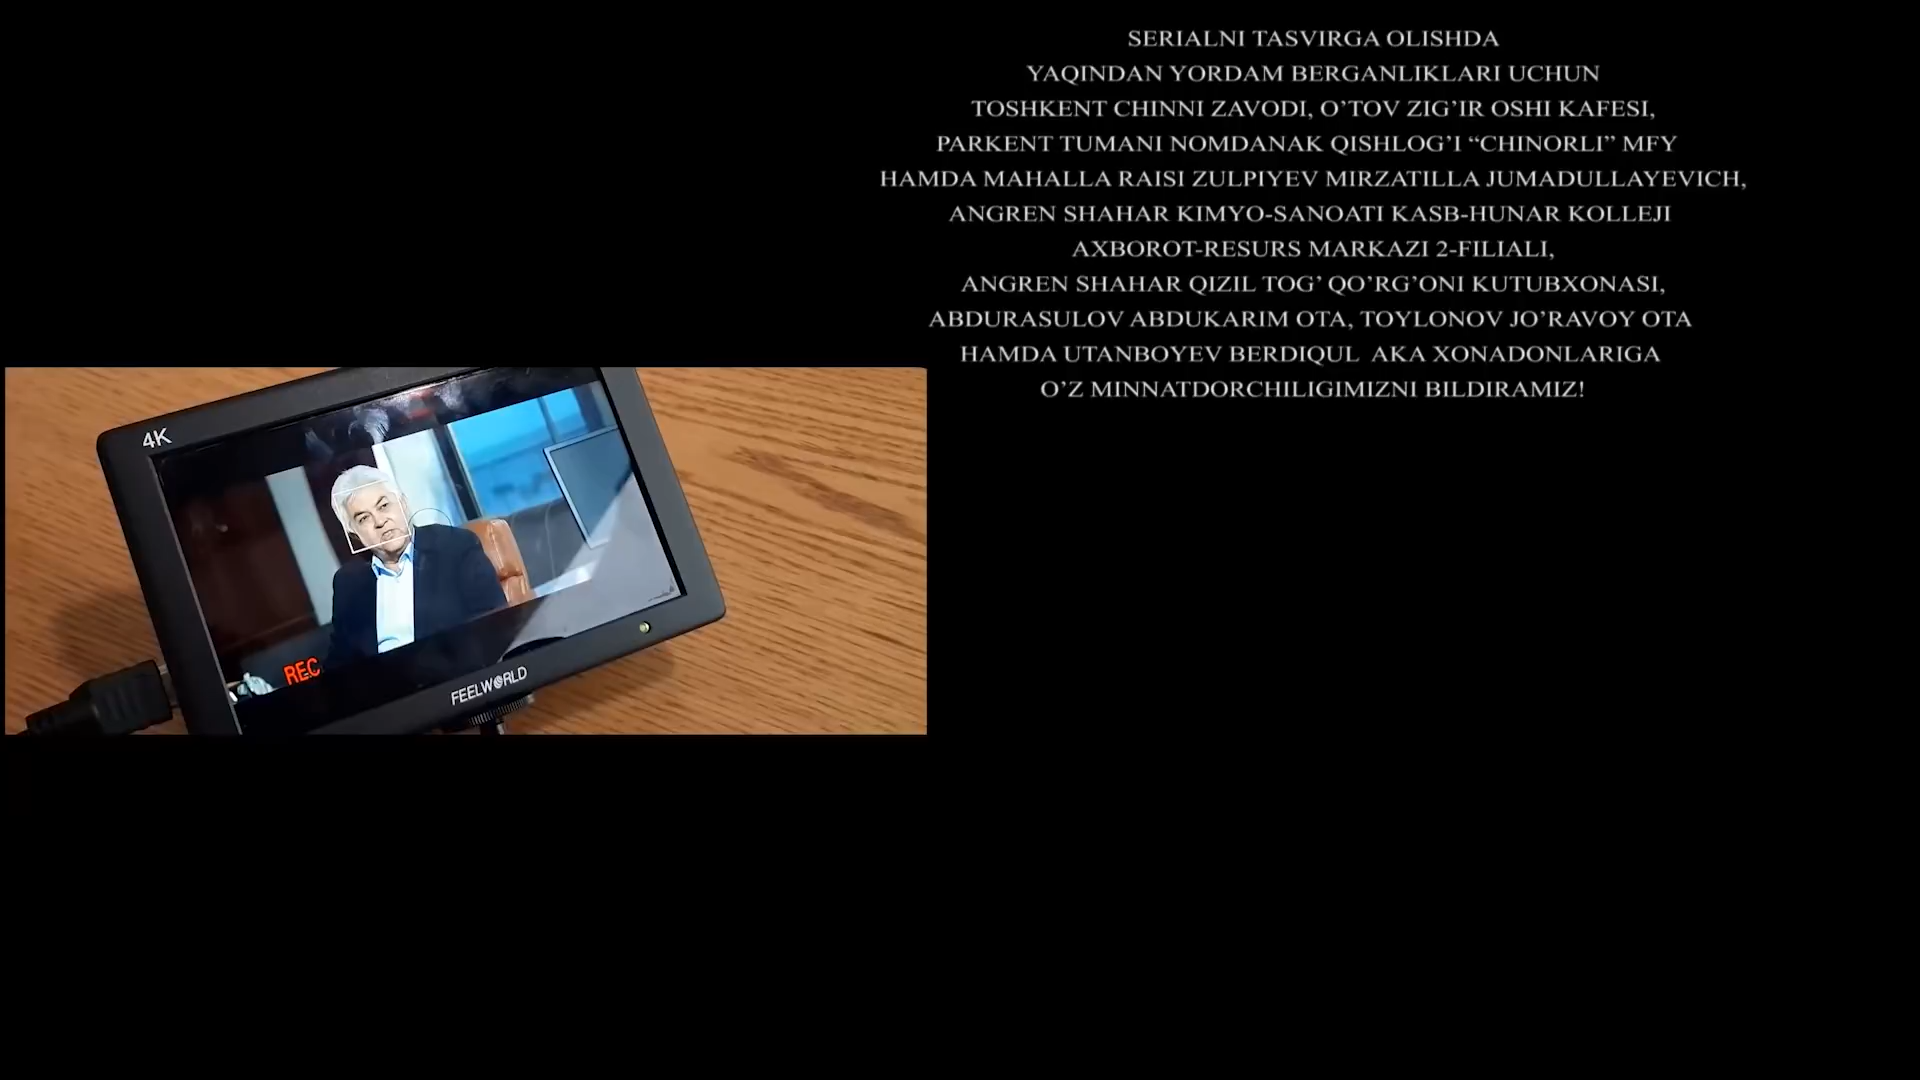 SERIALNI TASVIRGA OLISHDA
YAQINDAN YORDAM BERGANLIKLARI UCHUN
TOSHKENT CHINNI ZAVODI, O’TOV ZIG’IR OSHI KAFESI,
PARKENT TUMANI NOMDANAK QISHLOG’I “CHINORLI” MFY
HAMDA MAHALLA RAISI ZULPIYEV MIRZATILLA JUMADULLAYEVICH,
ANGREN SHAHAR KIMYO-SANOATI KASB-HUNAR KOLLEJI
AXBOROT-RESURS MARKAZI 2-FILIALI,
ANGREN SHAHAR QIZIL TOG’ QO’RG’ONI KUTUBXONASI,
ABDURASULOV ABDUKARIM OTA, TOYLONOV JO’RAVOY OTA
HAMDA UTANBOYEV BERDIQUL AKA XONADONLARIGA
O’Z MINNATDORCHILIGIMIZNI BILDIRAMIZ!
4K
REC
FEELWORLD